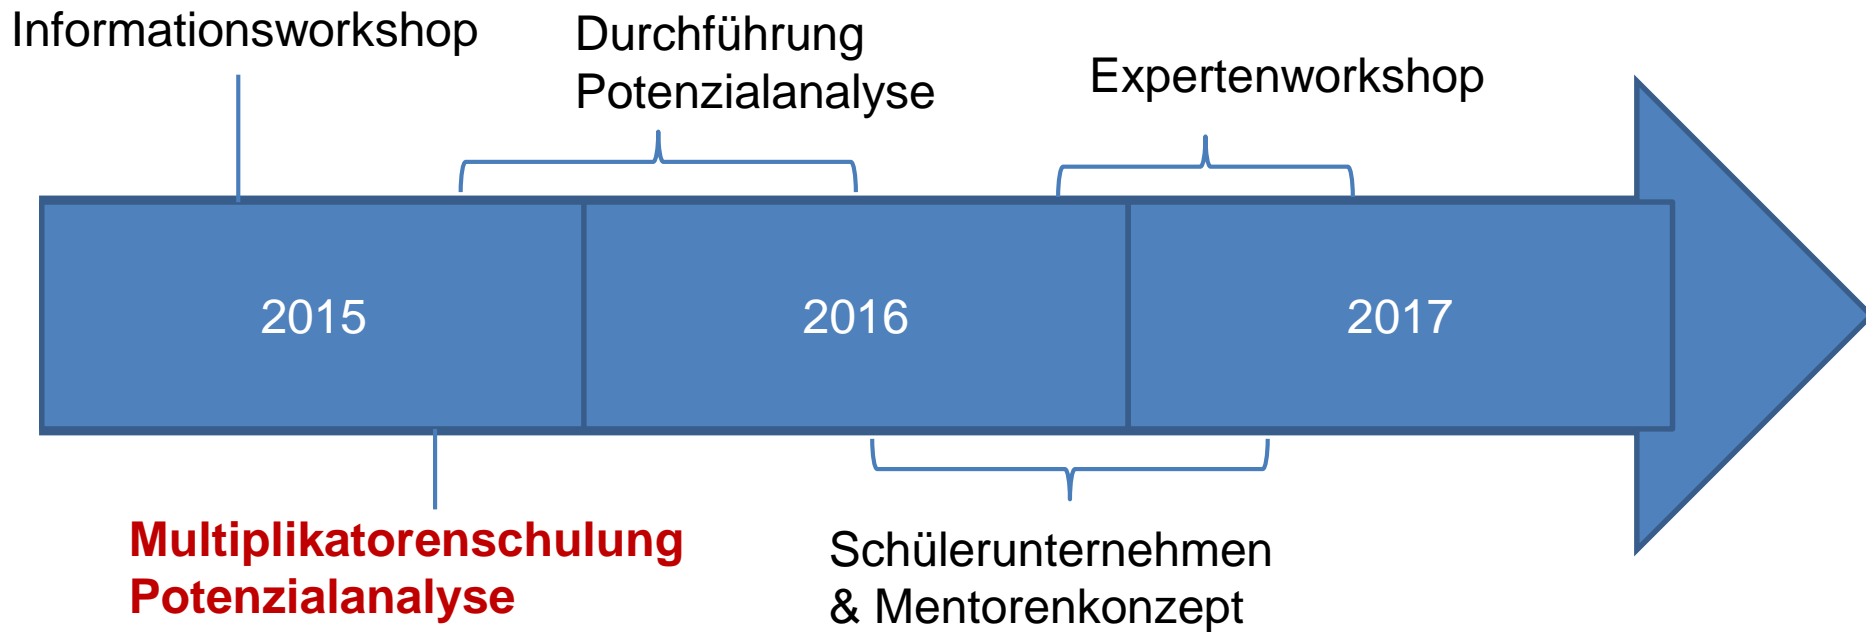 Informationsworkshop
Durchführung
Potenzialanalyse
Expertenworkshop
2015
2016
2017
Multiplikatorenschulung
Potenzialanalyse
Schülerunternehmen
& Mentorenkonzept